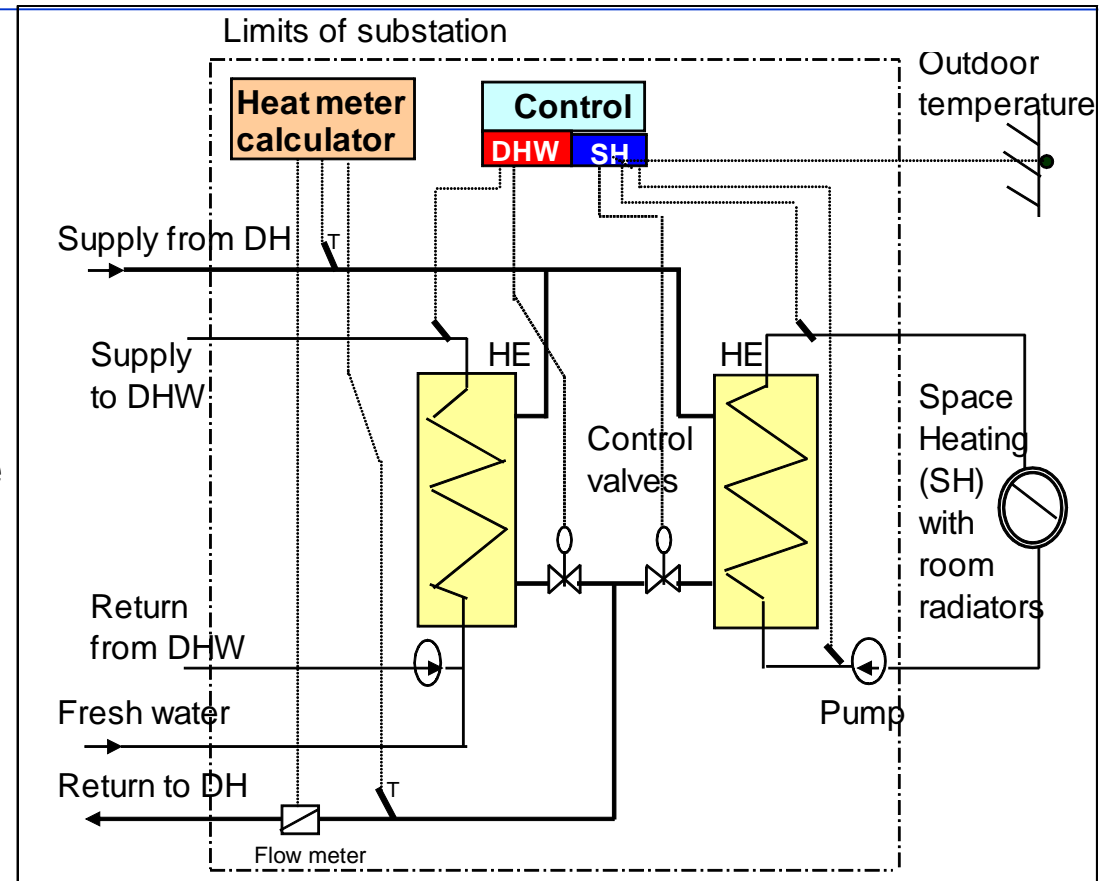 Limits of substation
Outdoor
temperature
Heat meter
calculator
Control
DHW
SH
Supply from DH
T
Supply
to DHW
HE
HE
Control
valves
Space
Heating
(SH)
with
room
radiators
Return
from DHW
Fresh water
Pump
Return to DH
T
Flow meter